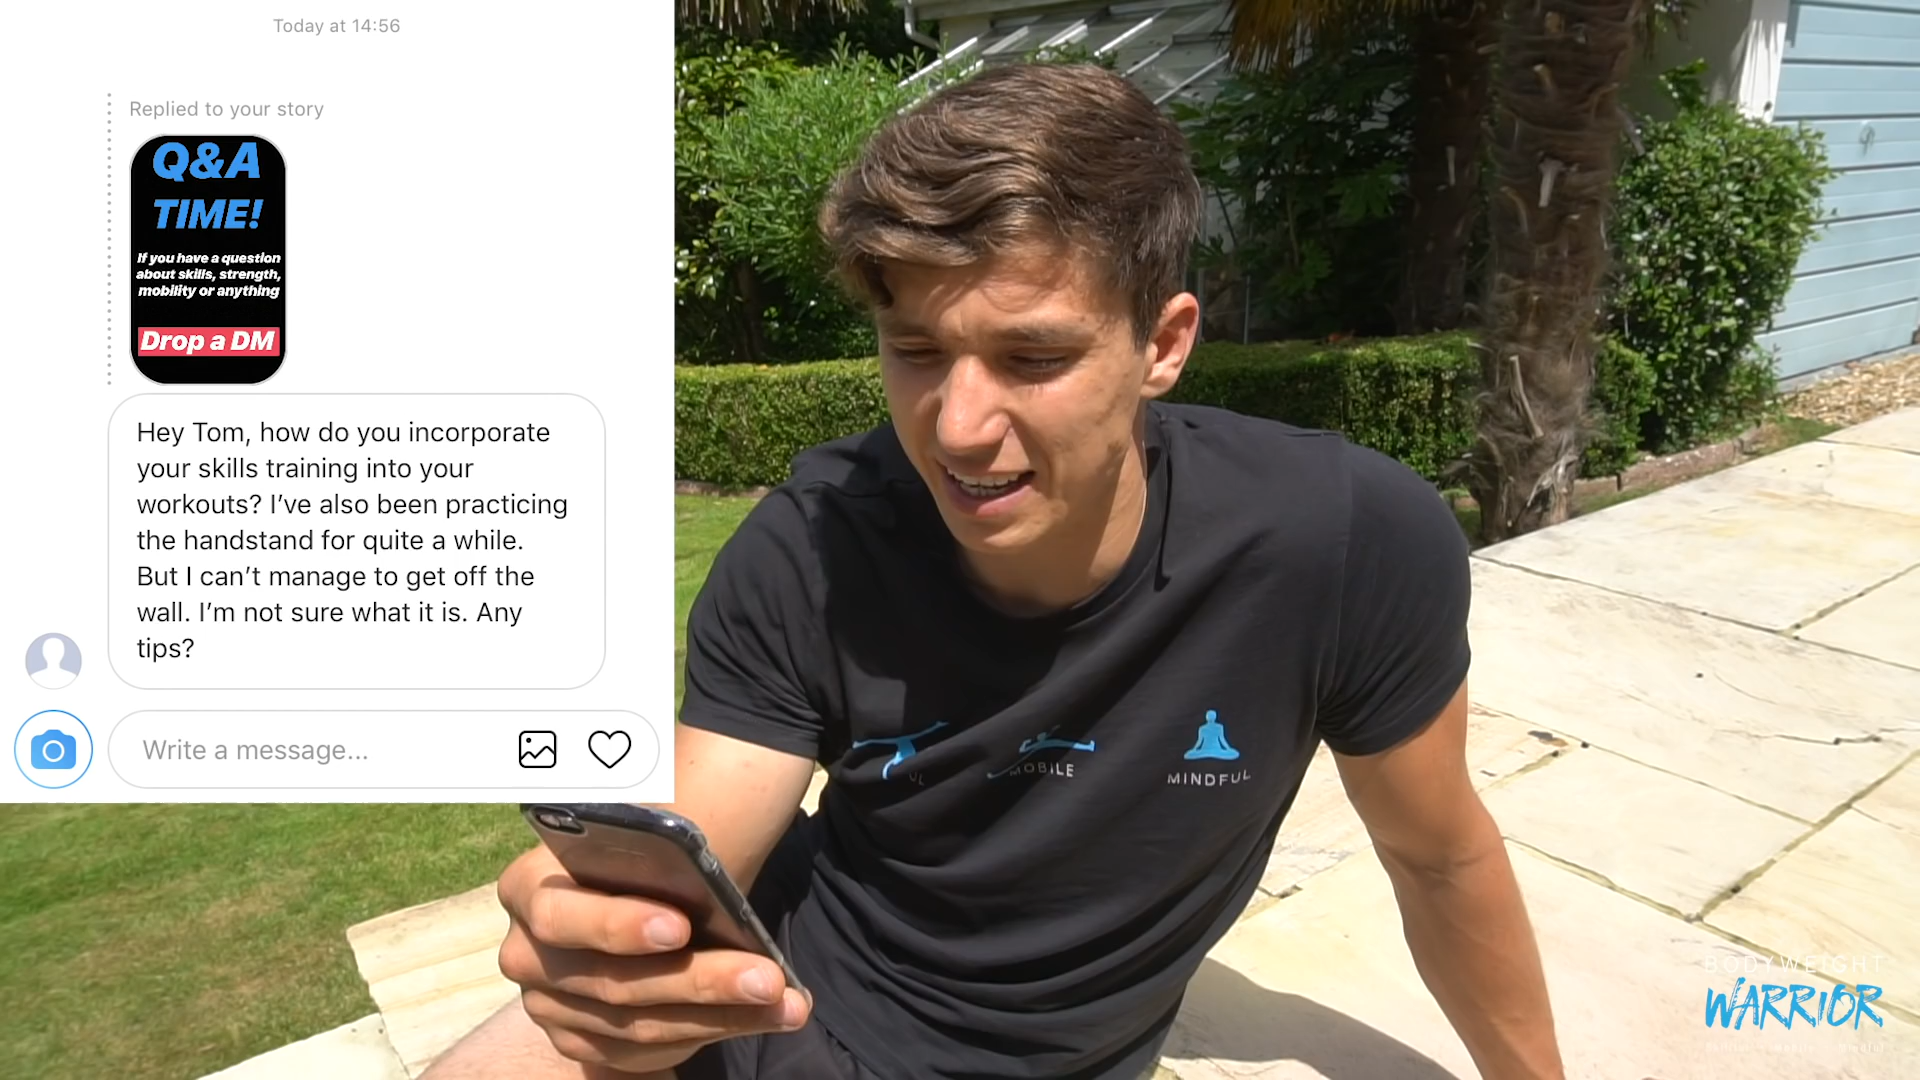 Today at 14:56
Replied to your story
Q&A
TIME!
If you have a question
about skills, strength,
mobility or anything
Drop a DM
Hey Tom, how do you incorporate
your skills training into your
workouts? I’ve also been practicing
the handstand for quite a while.
But I can’t manage to get off the
wall. I’m not sure what it is. Any
tips?
Write a message...
MOBILE
MINDFUL
BODYWEIGHT
WARRIOR